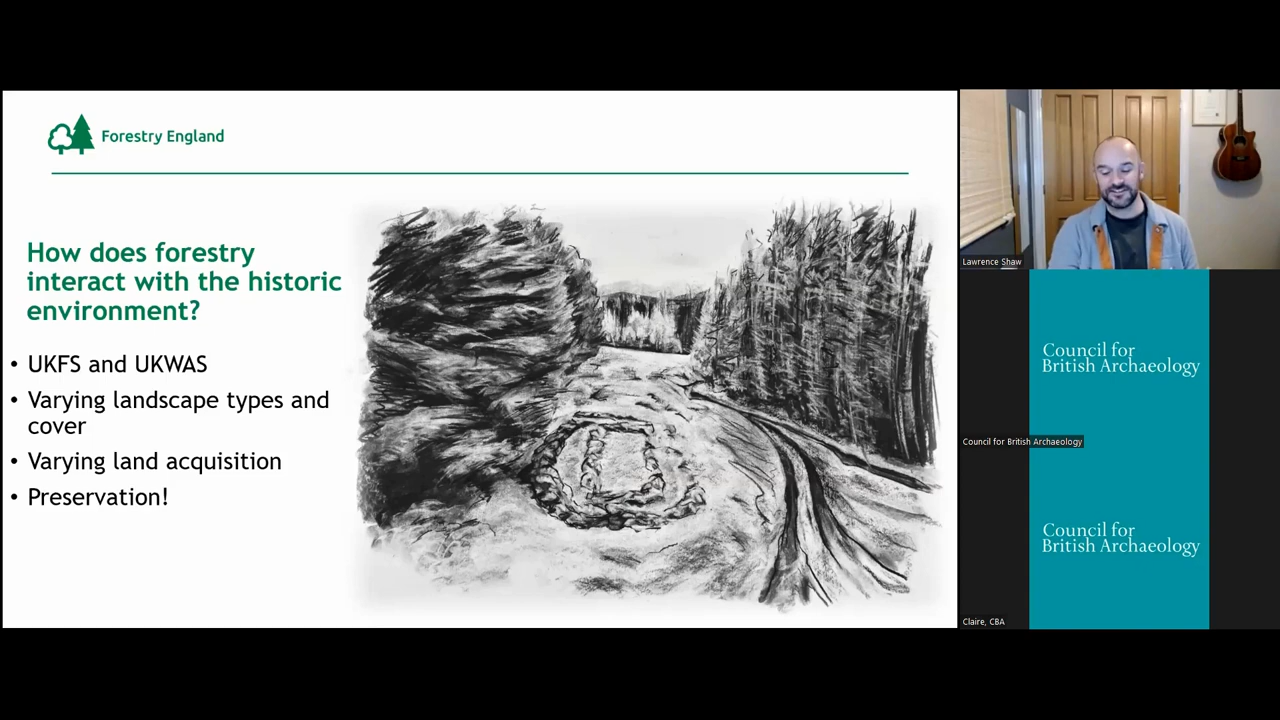 Forestry England
How does forestry
interact with the historic
environment?
• UKFS and UKWAS
• Varying landscape types and
cover
• Varying land acquisition
• Preservation!
Lawrence Shaw
Council for
British Archaeology
Council for British Archaeology
Council for
British Archaeology
Claire, CBA